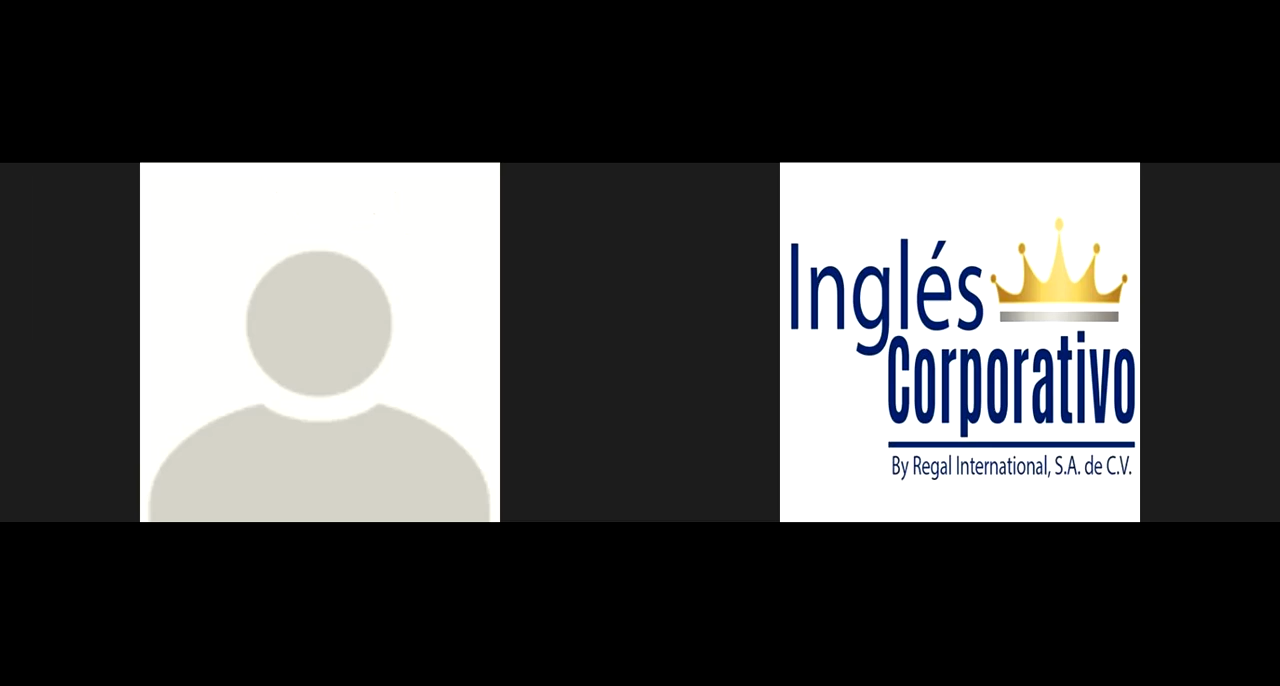 Inglés
Corporativo
By Regal International, S.A. de C.V.